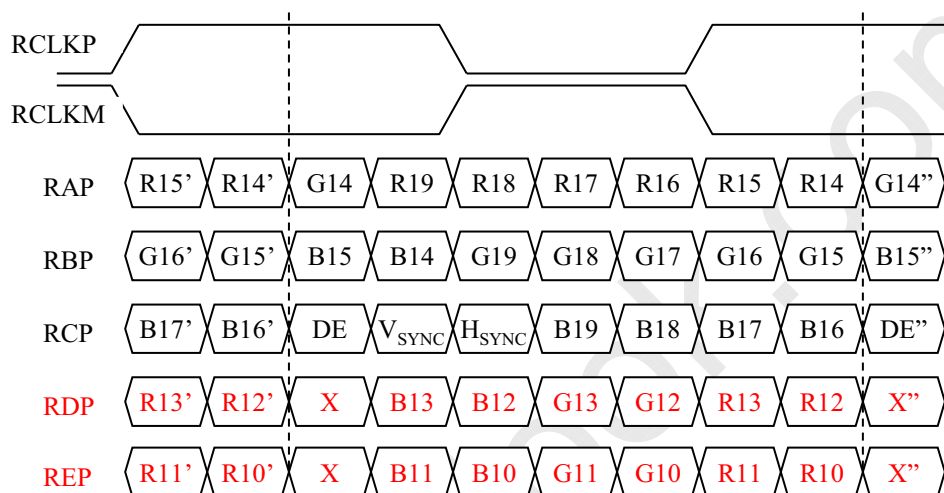 RCLKP
RCLKM
RAP R15’ R14’ G14 R19 R18 R17 R16 R15 R14 G14”
RBP G16’ G15’ B15 B14 G19 G18 G17 G16 G15 B15”
RCP B17’ B16’ DE VSYNC HSYNC B19 B18 B17 B16 DE”
RDP R13’ R12’ X B13 B12 G13 G12 R13 R12 X”
REP R11’ R10’ X B11 B10 G11 G10 R11 R10 X”